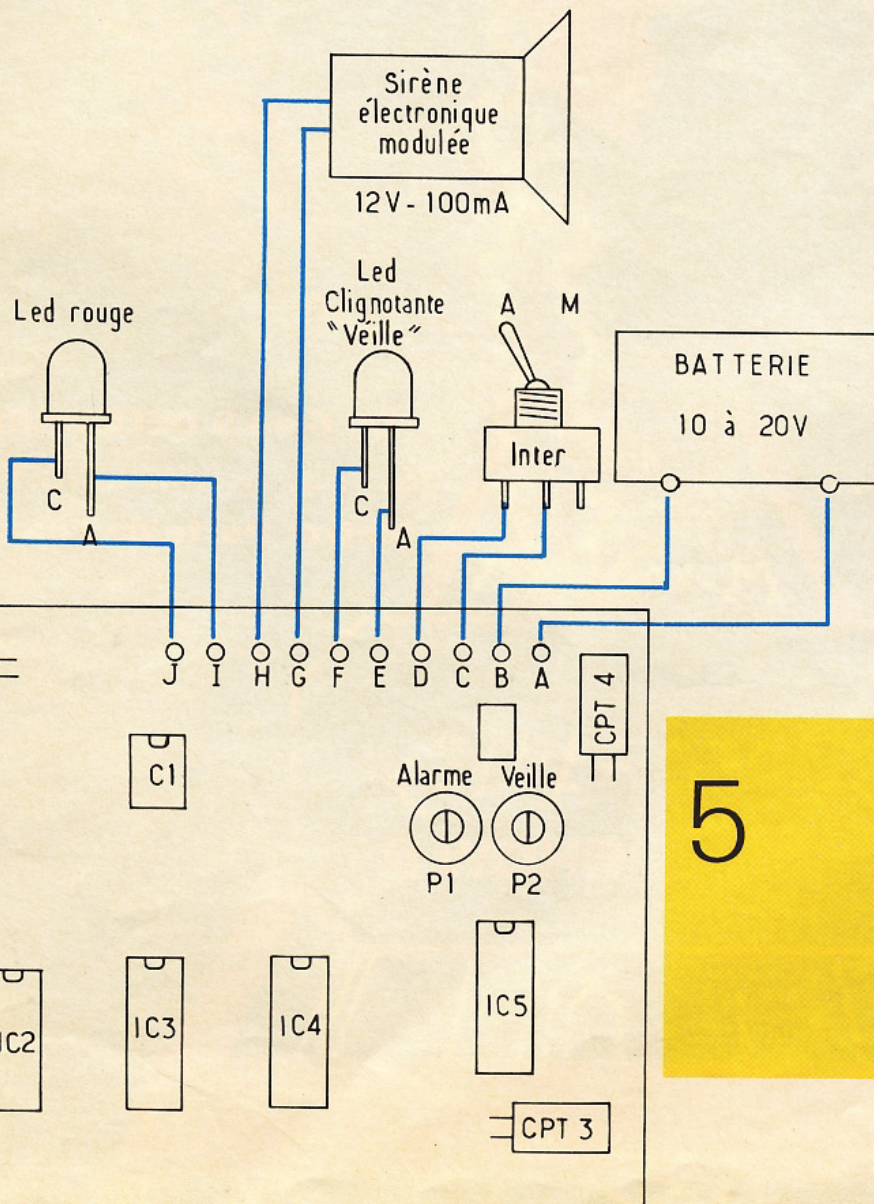 Sirène
électronique
modulée
12V - 100mA
Led
Clignotante
"Véille"
Led rouge
A M
BATTERIE
10 à 20V
Inter
C
A
C
A
J I H G F E D C B A
CPT 4
C1
Alarme Veille
P1 P2
5
IC2
IC3
IC4
IC5
CPT 3